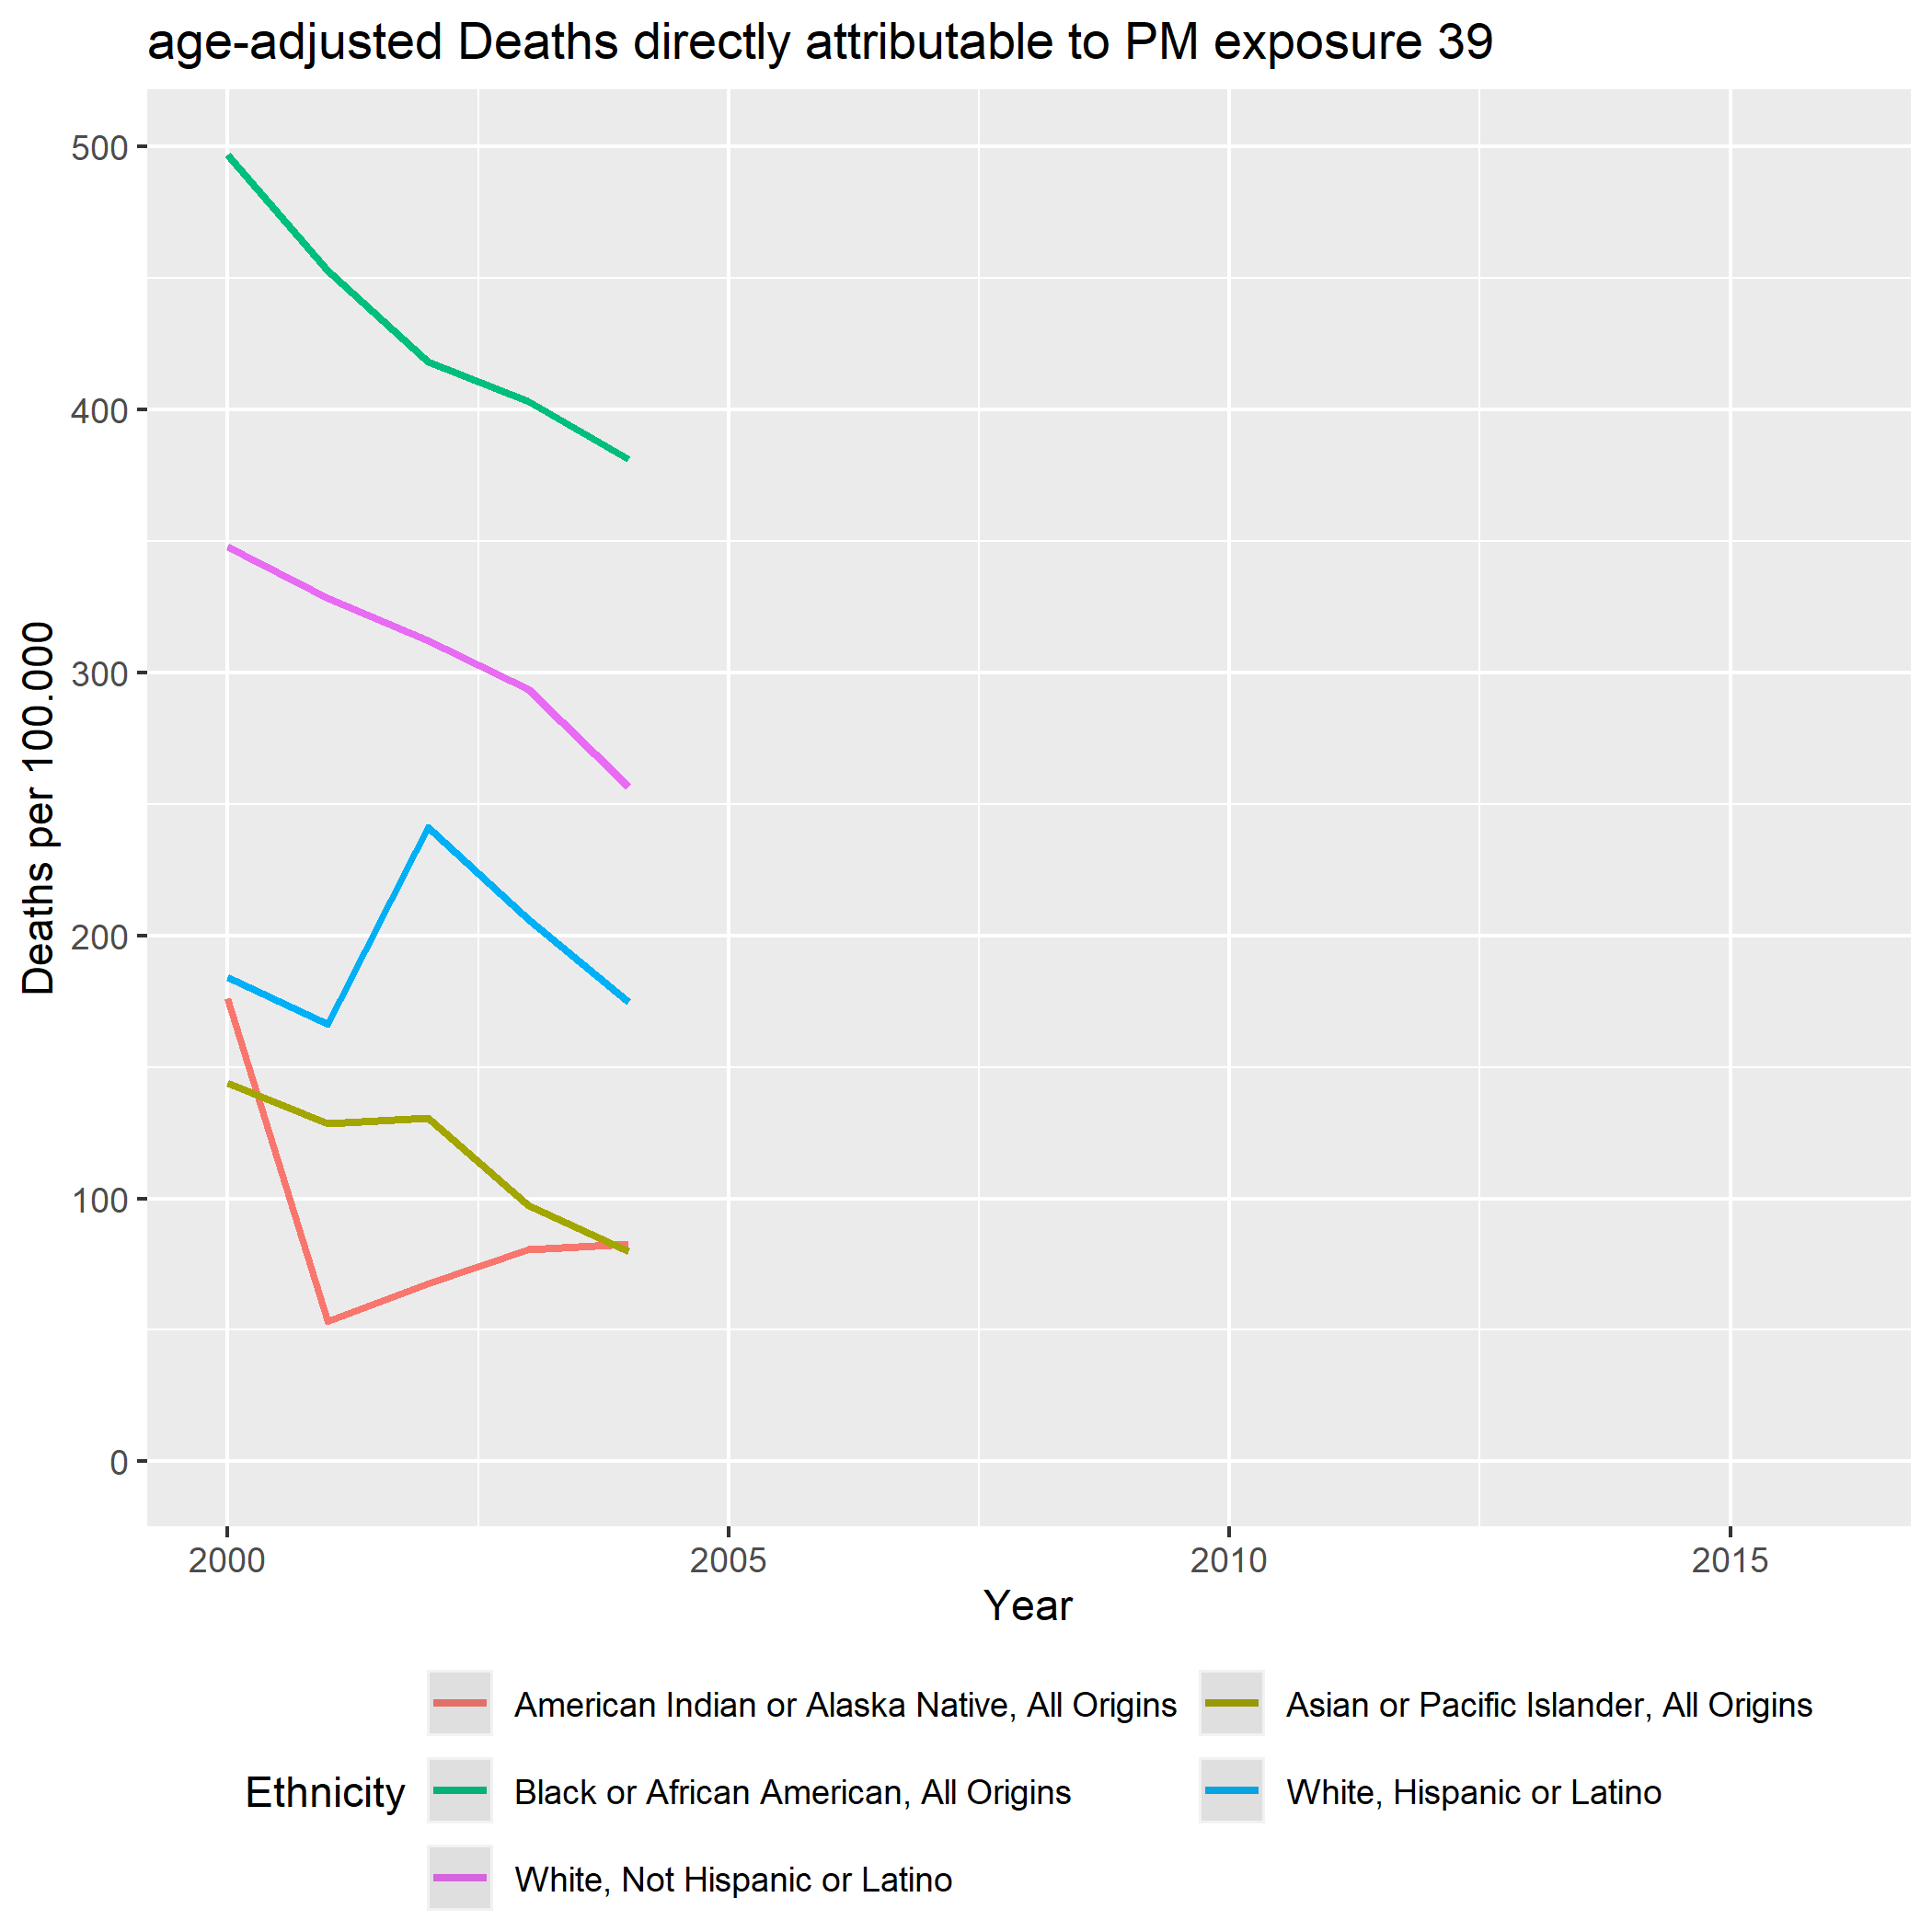 age-adjusted Deaths directly attributable to PM exposure 39
Deaths per 100.000
500
400
300
200
100
0
2000 2005 2010 2015
Year
Ethnicity
American Indian or Alaska Native, All Origins
Asian or Pacific Islander, All Origins
Black or African American, All Origins
White, Hispanic or Latino
White, Not Hispanic or Latino